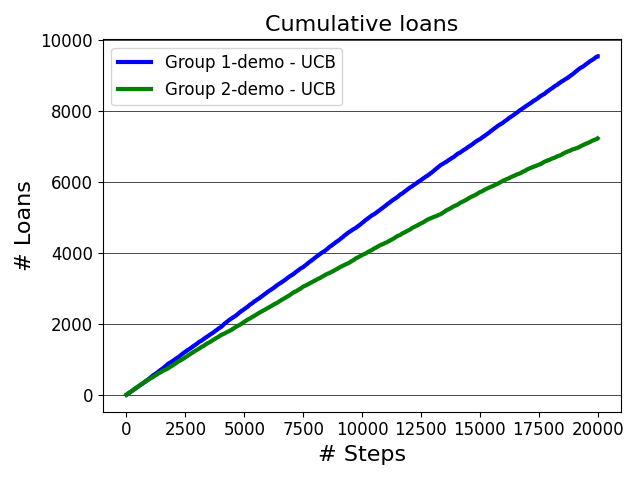 Cumulative loans
Group 1-demo - UCB
Group 2-demo - UCB
# Loans
10000
8000
6000
4000
2000
0
0 2500 5000 7500 10000 12500 15000 17500 20000
# Steps